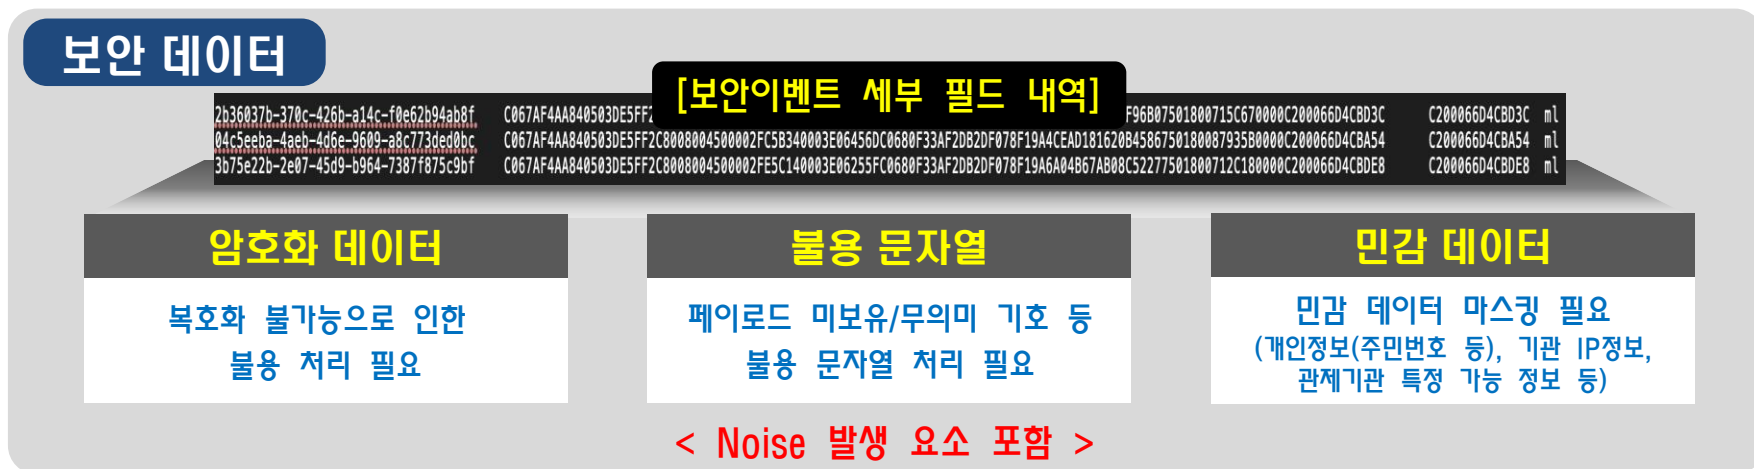 보안 데이터
[보안이벤트 세부 필드 내역]
2b36037b-370c-426b-a14c-f0e62b94ab8f C067AF4AA840503DE5FF2 F96B07501800715C670000C200066D4CBD3C C200066D4CBD3C ml
04c5eeba-4aeb-4d6e-9609-a8c773ded0bc C067AF4AA840503DE5FF2C8008004500002FC5B340003E06456DC0680F33AF2DB2DF078F19A4CEAD181620B4586750180087935B0000C200066D4CBA54 C200066D4CBA54 ml
3b75e22b-2e07-45d9-b964-7387f875c9bf C067AF4AA840503DE5FF2C8008004500002FE5C140003E06255FC0680F33AF2DB2DF078F19A6A04B67AB08C52277501800712C180000C200066D4CBDE8 C200066D4CBDE8 ml
암호화 데이터
복호화 불가능으로 인한
불용 처리 필요
불용 문자열
페이로드 미보유/무의미 기호 등
불용 문자열 처리 필요
민감 데이터
민감 데이터 마스킹 필요
(개인정보(주민번호 등), 기관 IP정보,
관제기관 특정 가능 정보 등)
< Noise 발생 요소 포함 >